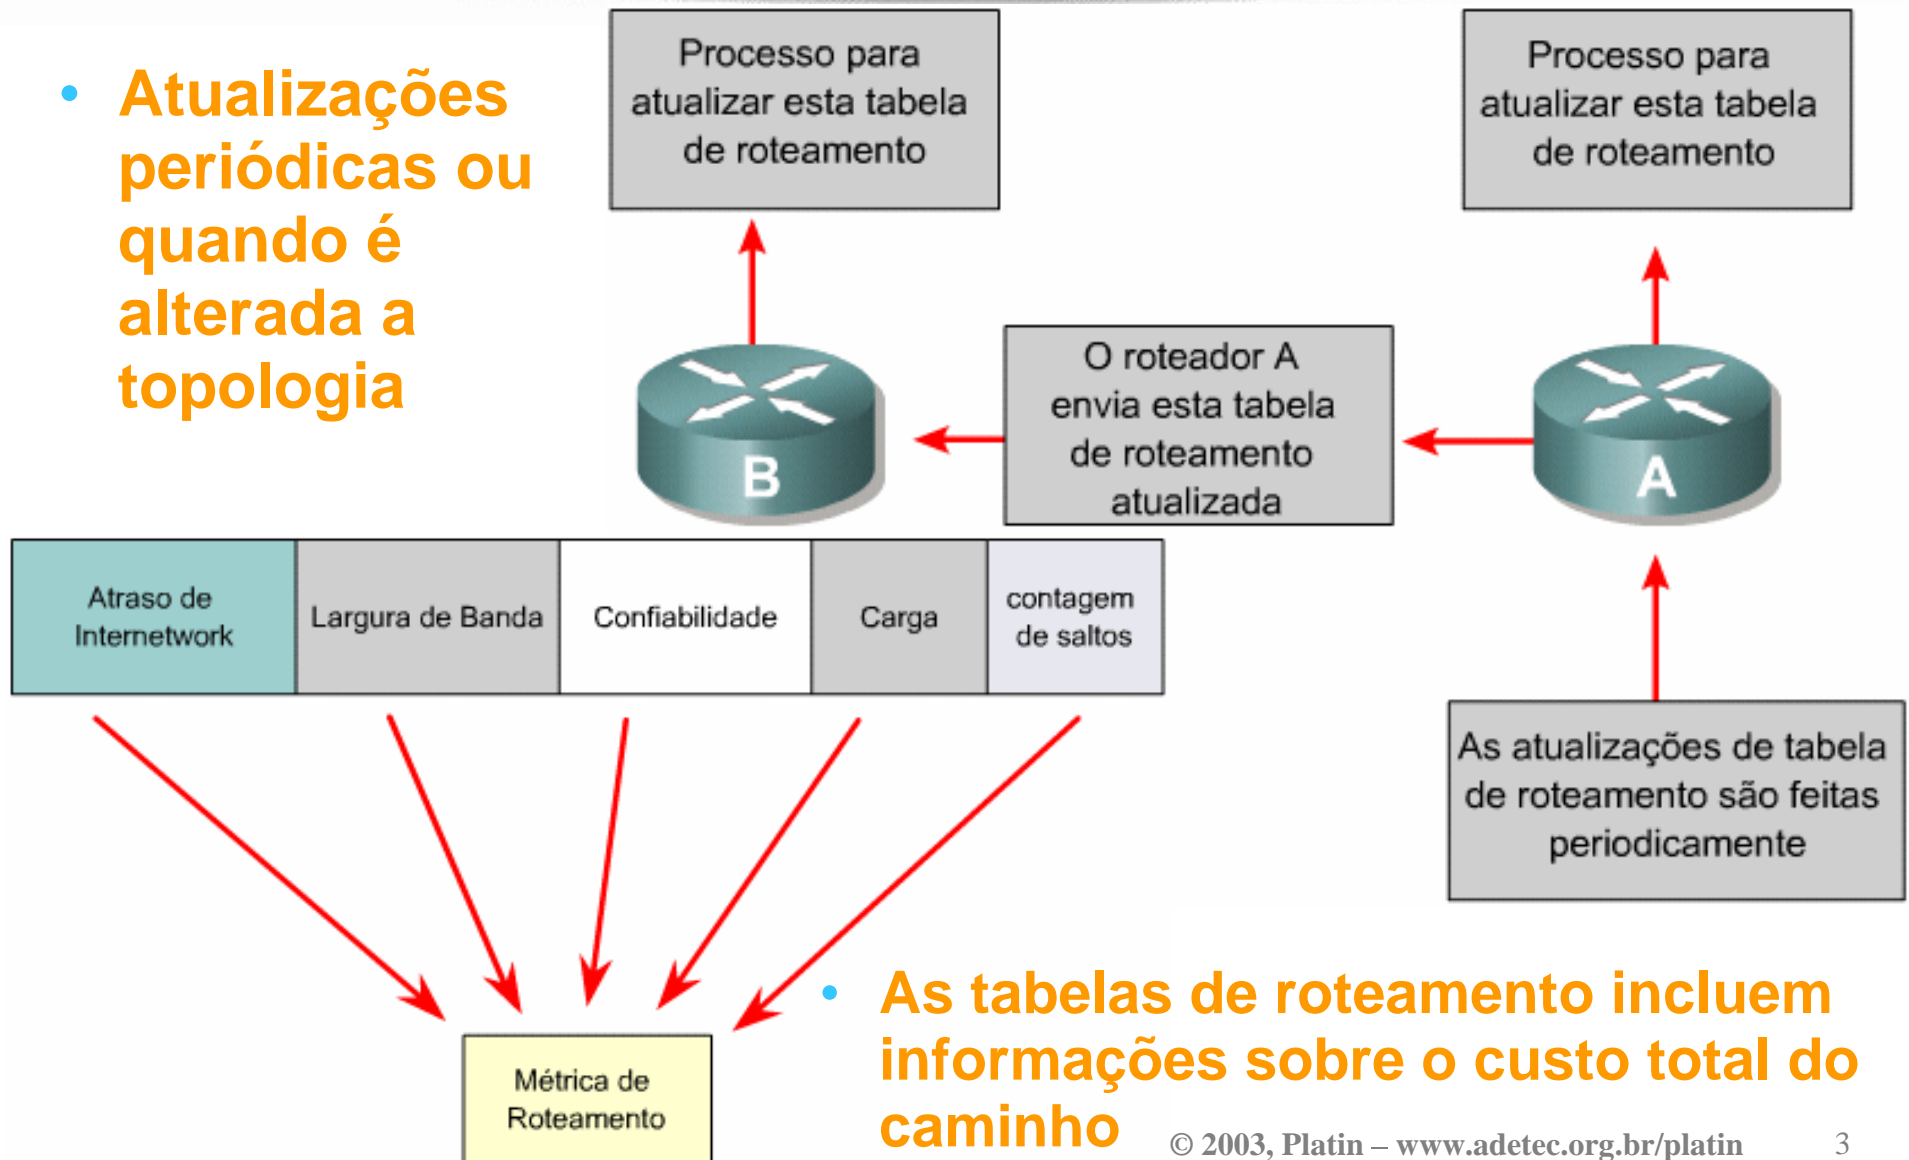 • Atualizações
periódicas ou
quando é
alterada a
topologia
Processo para
atualizar esta tabela
de roteamento
Processo para
atualizar esta tabela
de roteamento
B
O roteador A
envia esta tabela
de roteamento
atualizada
A
Atraso de
Internetwork
Largura de Banda
Confiabilidade
Carga
contagem
de saltos
As atualizações de tabela
de roteamento são feitas
periodicamente
Métrica de
Roteamento
• As tabelas de roteamento incluem
informações sobre o custo total do
caminho
© 2003, Platin – www.adetec.org.br/platin
3